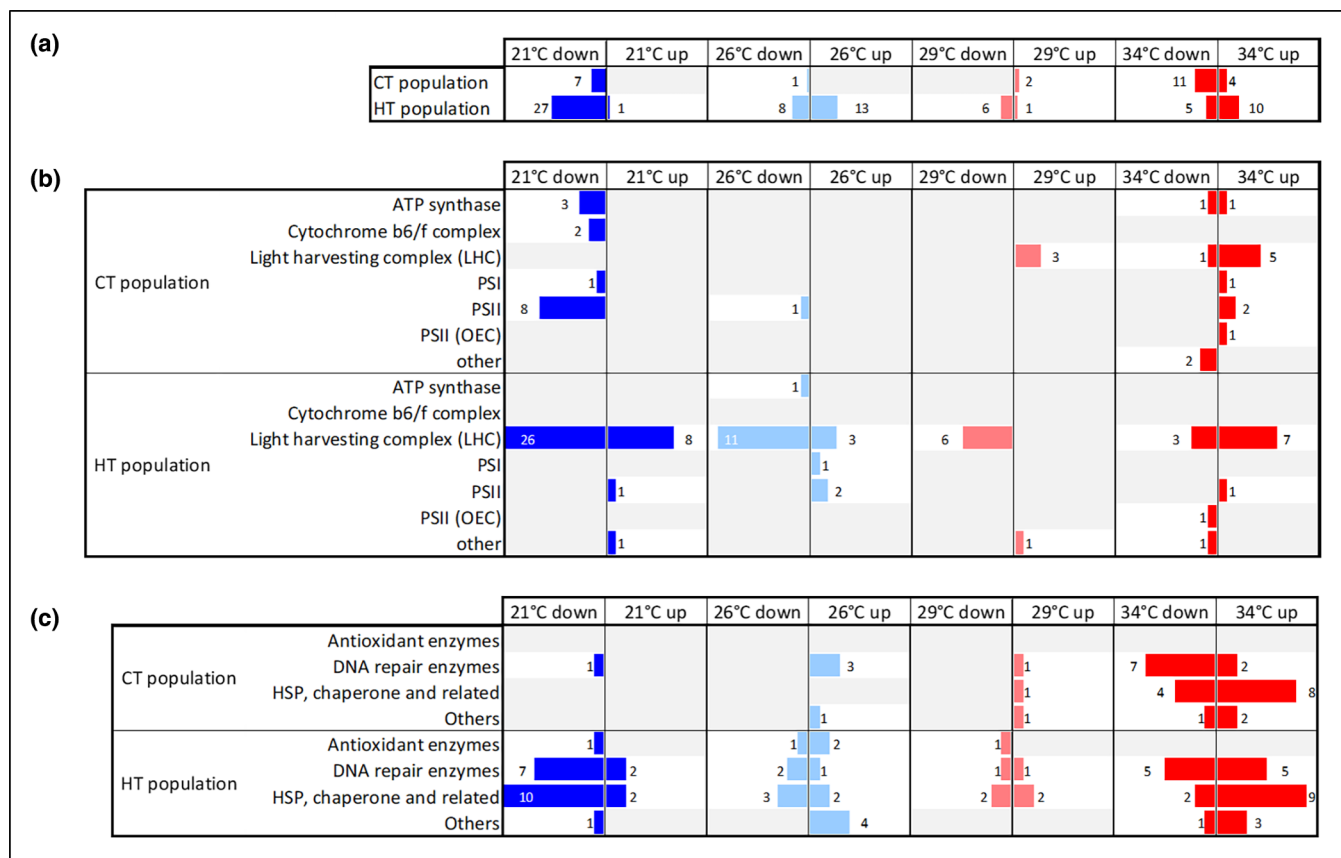 (a)
21°C down 21°C up 26°C down 26°C up 29°C down 29°C up 34°C down 34°C up
CT population 7 1 2 11 4
HT population 27 1 8 13 6 1 5 10
(b)
21°C down 21°C up 26°C down 26°C up 29°C down 29°C up 34°C down 34°C up
ATP synthase 3 1 1
Cytochrome b6/f complex 2
Light harvesting complex (LHC) 3 1 5
CT population PSI 1 1
PSII 8 1 2
PSII (OEC) 1
other 2
ATP synthase 1
Cytochrome b6/f complex
Light harvesting complex (LHC) 26 8 11 3 6 3 7
HT population PSI 1
PSII 1 2 1
PSII (OEC) 1
other 1 1 1
(c)
21°C down 21°C up 26°C down 26°C up 29°C down 29°C up 34°C down 34°C up
Antioxidant enzymes
CT population DNA repair enzymes 1 3 1 7 2
HSP, chaperone and related 1 4 8
Others 1 1 1 2
Antioxidant enzymes 1 1 2 1
HT population DNA repair enzymes 7 2 2 1 1 1 5 5
HSP, chaperone and related 10 2 3 2 2 2 2 9
Others 1 4 1 3